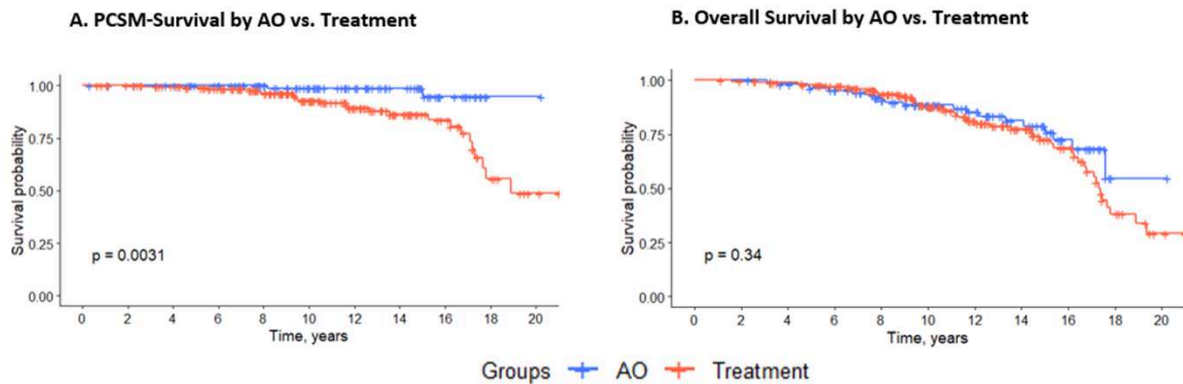 A. PCSM-Survival by AO vs. Treatment
1.00
0.75
0.50
0.25
0.00
Survival probability
p = 0.0031
0 2 4 6 8 10 12 14 16 18 20
Time, years
B. Overall Survival by AO vs. Treatment
1.00
0.75
0.50
0.25
0.00
Survival probability
p = 0.34
0 2 4 6 8 10 12 14 16 18 20
Time, years
Groups AO Treatment